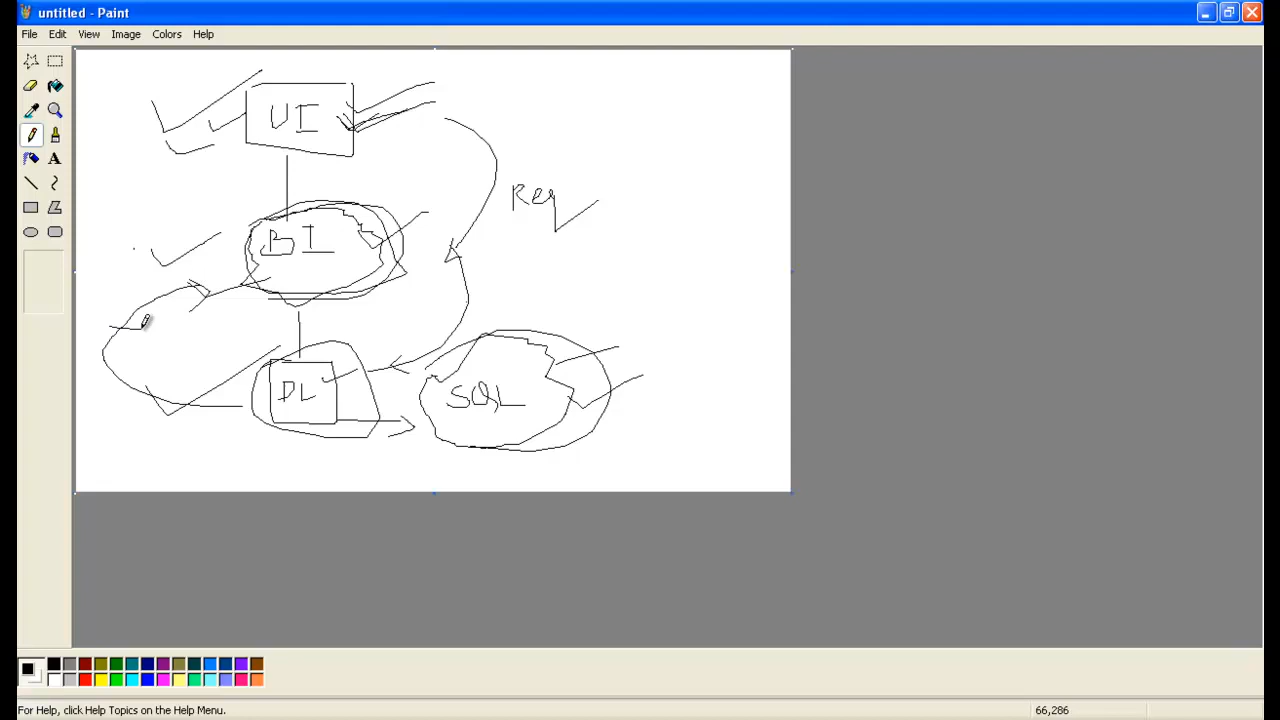 untitled - Paint
File Edit View Image Colors Help
UI
Req
BI
DL
SQL
For Help, click Help Topics on the Help Menu.
66,286